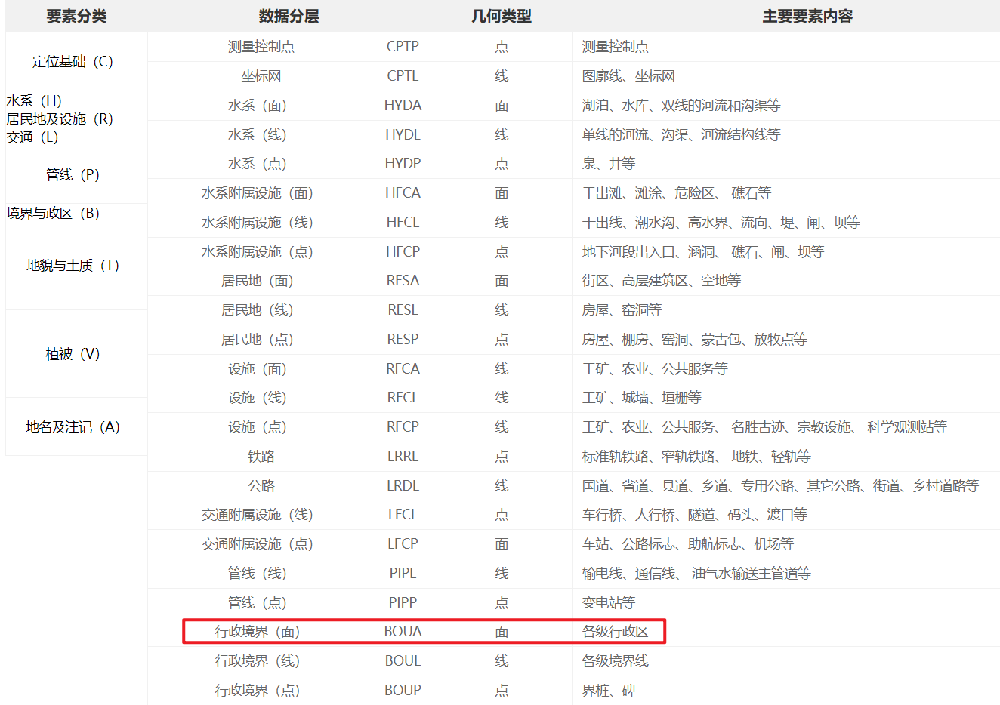 要素分类 数据分层 几何类型 主要要素内容
定位基础（C）
水系（H）
居民地及设施（R）
交通（L）
管线（P）
境界与政区（B）
地貌与土质（T）
植被（V）
地名及注记（A）
测量控制点 CPTP 点 测量控制点
坐标网 CPTL 线 图廓线、坐标网
水系（面） HYDA 面 湖泊、水库、双线的河流和沟渠等
水系（线） HYDL 线 单线的河流、沟渠、河流结构线等
水系（点） HYDP 点 泉、井等
水系附属设施（面） HFCA 面 干出滩、滩涂、危险区、 礁石等
水系附属设施（线） HFCL 线 干出线、潮水沟、高水界、流向、堤、闸、坝等
水系附属设施（点） HFCP 点 地下河段出入口、涵洞、 礁石、闸、坝等
居民地（面） RESA 面 街区、高层建筑区、空地等
居民地（线） RESL 线 房屋、窑洞等
居民地（点） RESP 点 房屋、棚房、窑洞、蒙古包、放牧点等
设施（面） RFCA 线 工矿、农业、公共服务等
设施（线） RFCL 线 工矿、城墙、垣栅等
设施（点） RFCP 线 工矿、农业、公共服务、 名胜古迹、宗教设施、 科学观测站等
铁路 LRRL 点 标准轨铁路、窄轨铁路、 地铁、轻轨等
公路 LRDL 线 国道、省道、县道、乡道、专用公路、其它公路、街道、乡村道路等
交通附属设施（线） LFCL 点 车行桥、人行桥、隧道、码头、渡口等
交通附属设施（点） LFCP 面 车站、公路标志、助航标志、机场等
管线（线） PIPL 线 输电线、通信线、 油气水输送主管道等
管线（点） PIPP 点 变电站等
行政境界（面） BOUA 面 各级行政区
行政境界（线） BOUL 线 各级境界线
行政境界（点） BOUP 点 界桩、碑